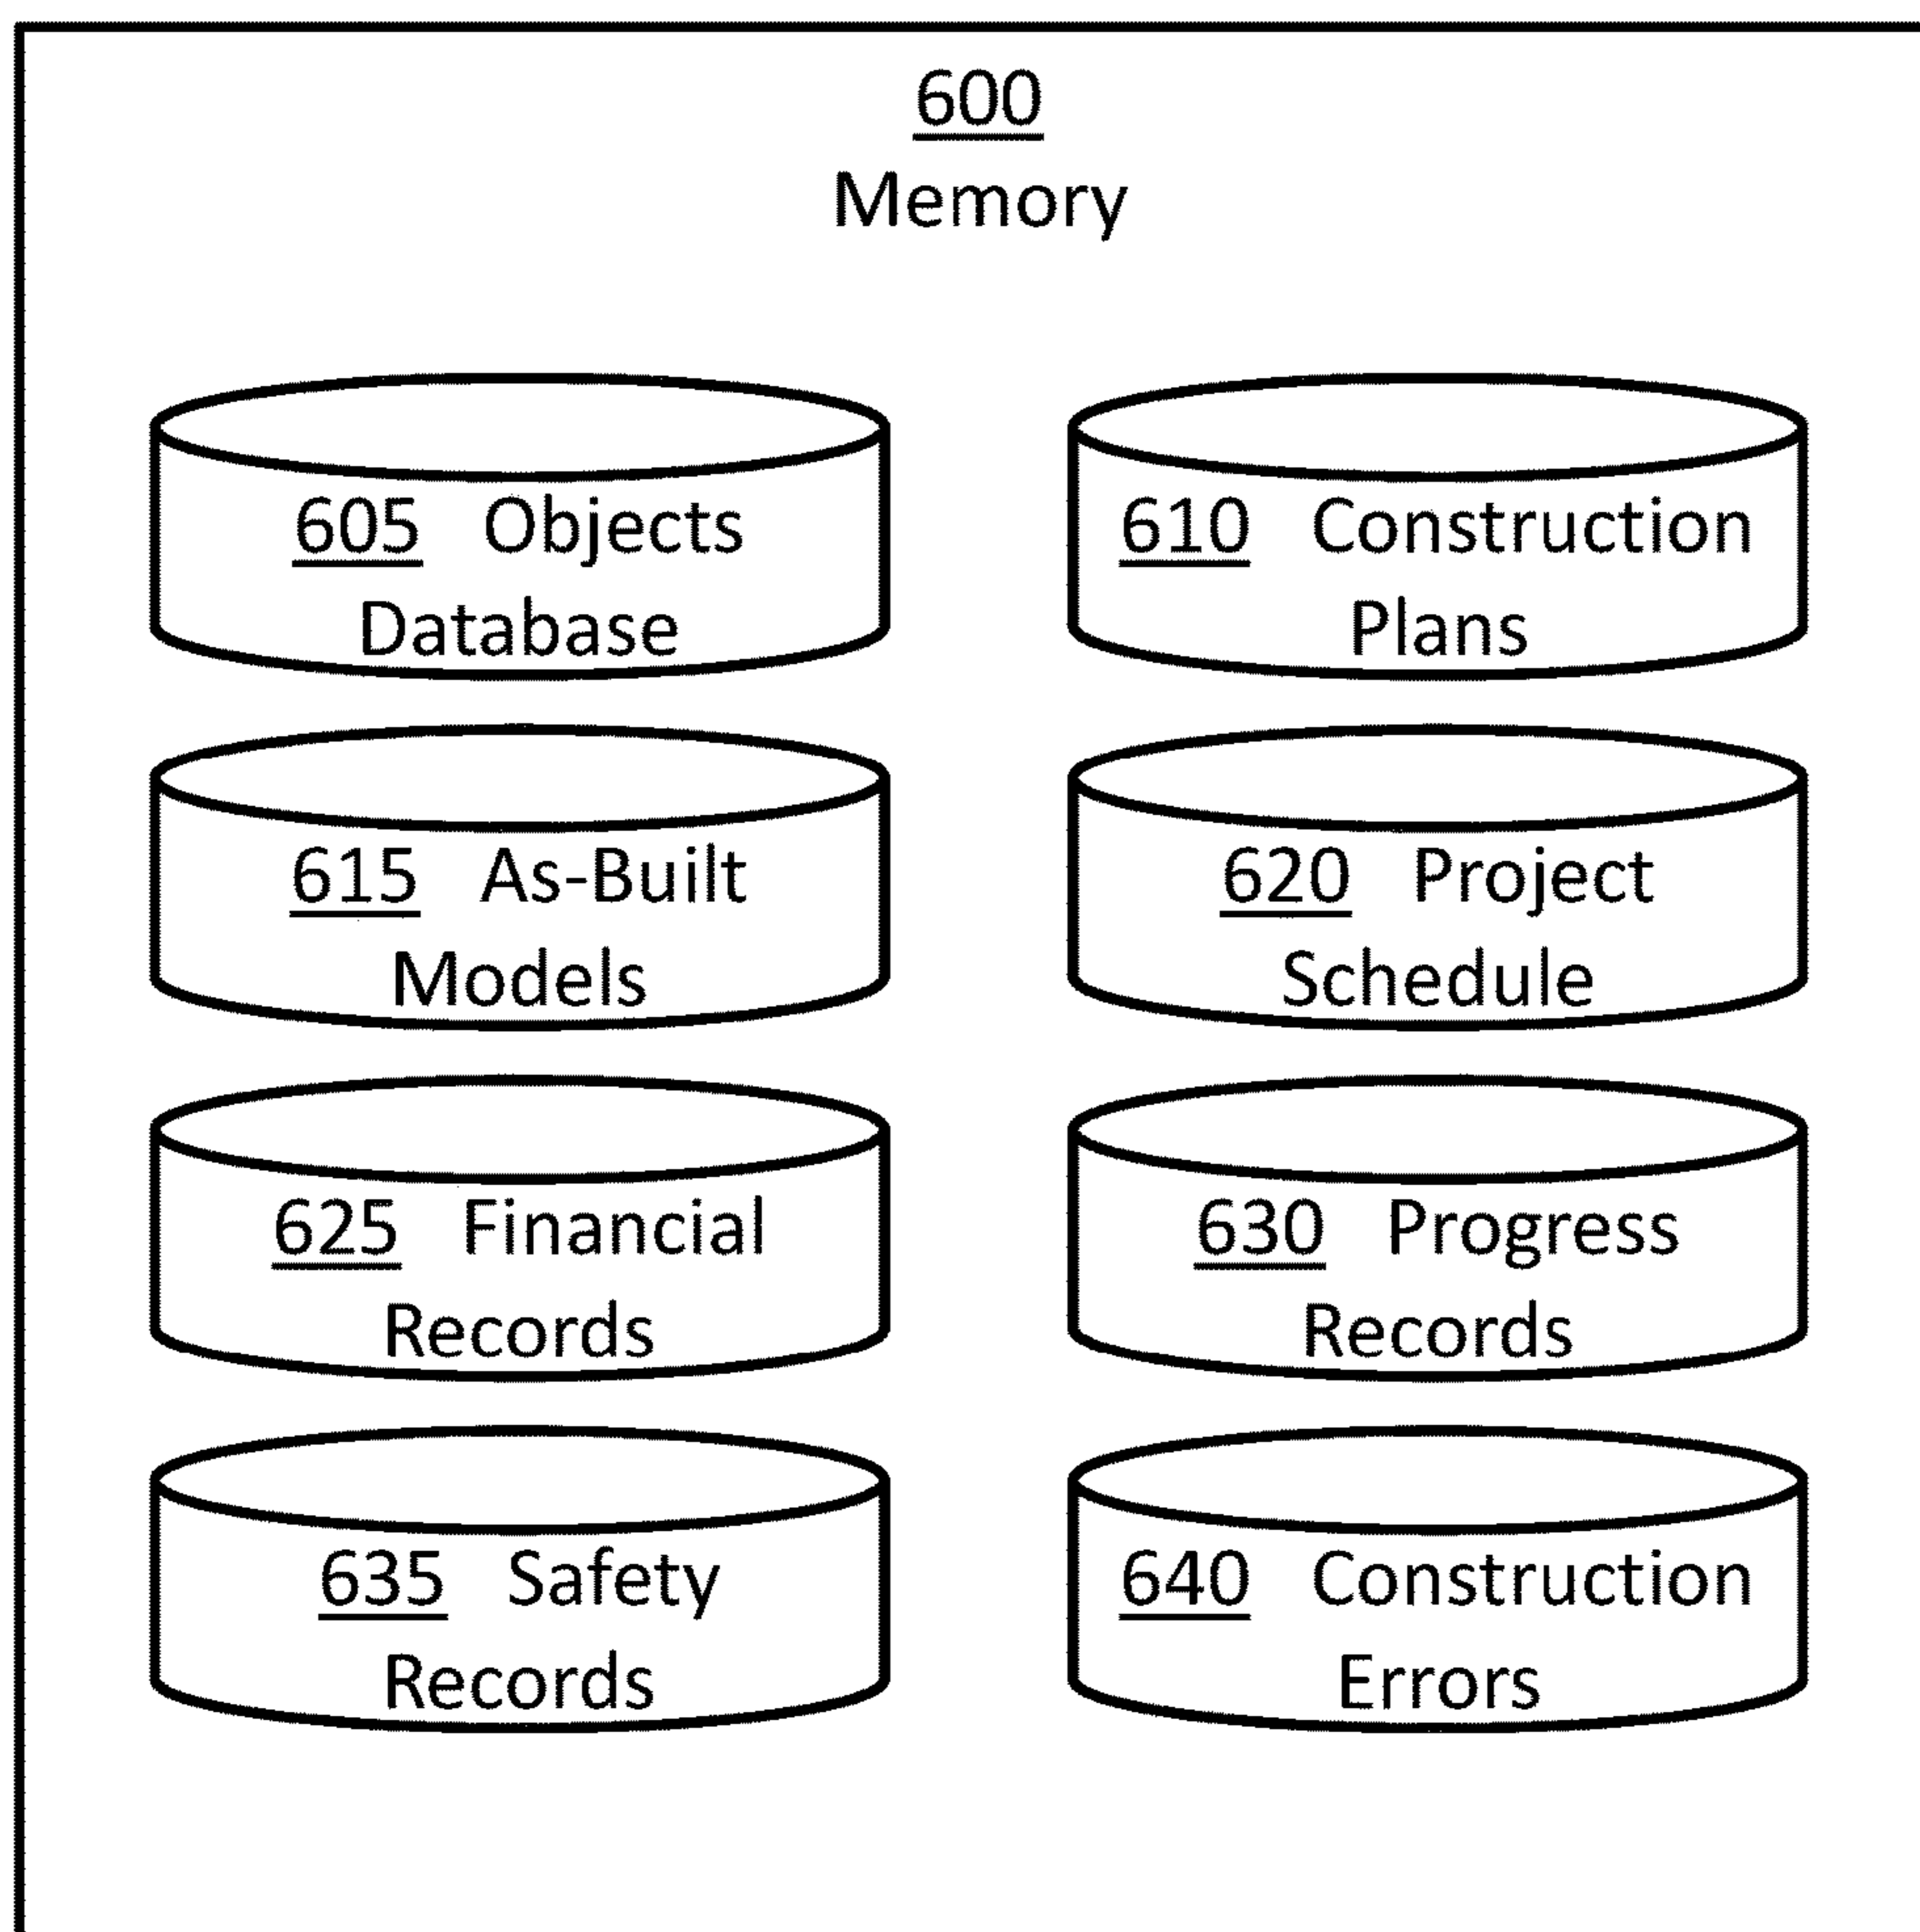 600
Memory
605 Objects
Database
610 Construction
Plans
615 As-Built
Models
620 Project
Schedule
625 Financial
Records
630 Progress
Records
635 Safety
Records
640 Construction
Errors